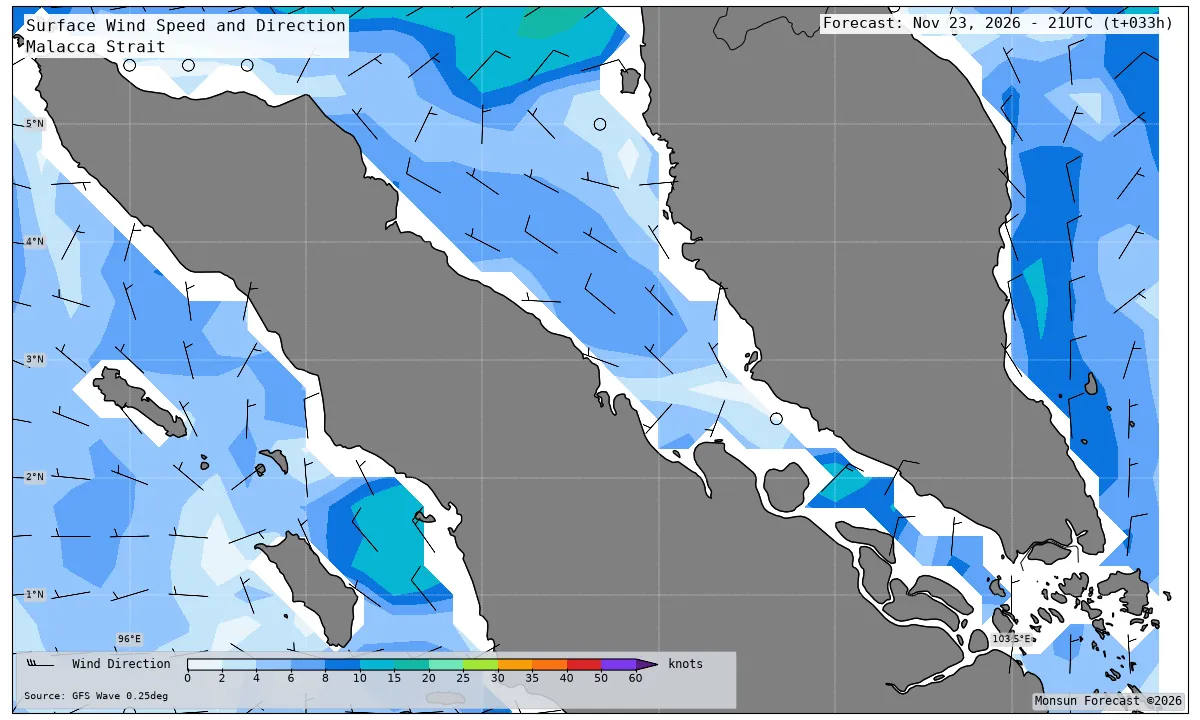 Surface Wind Speed and Direction
Malacca Strait
Forecast: Nov 23, 2026 - 21UTC (t+033h)
5°N
4°N
3°N
2°N
1°N
96°E
103.5°E
Wind Direction
knots
0 2 4 6 8 10 15 20 25 30 35 40 50 60
Source: GFS Wave 0.25deg
Monsun Forecast ©2026